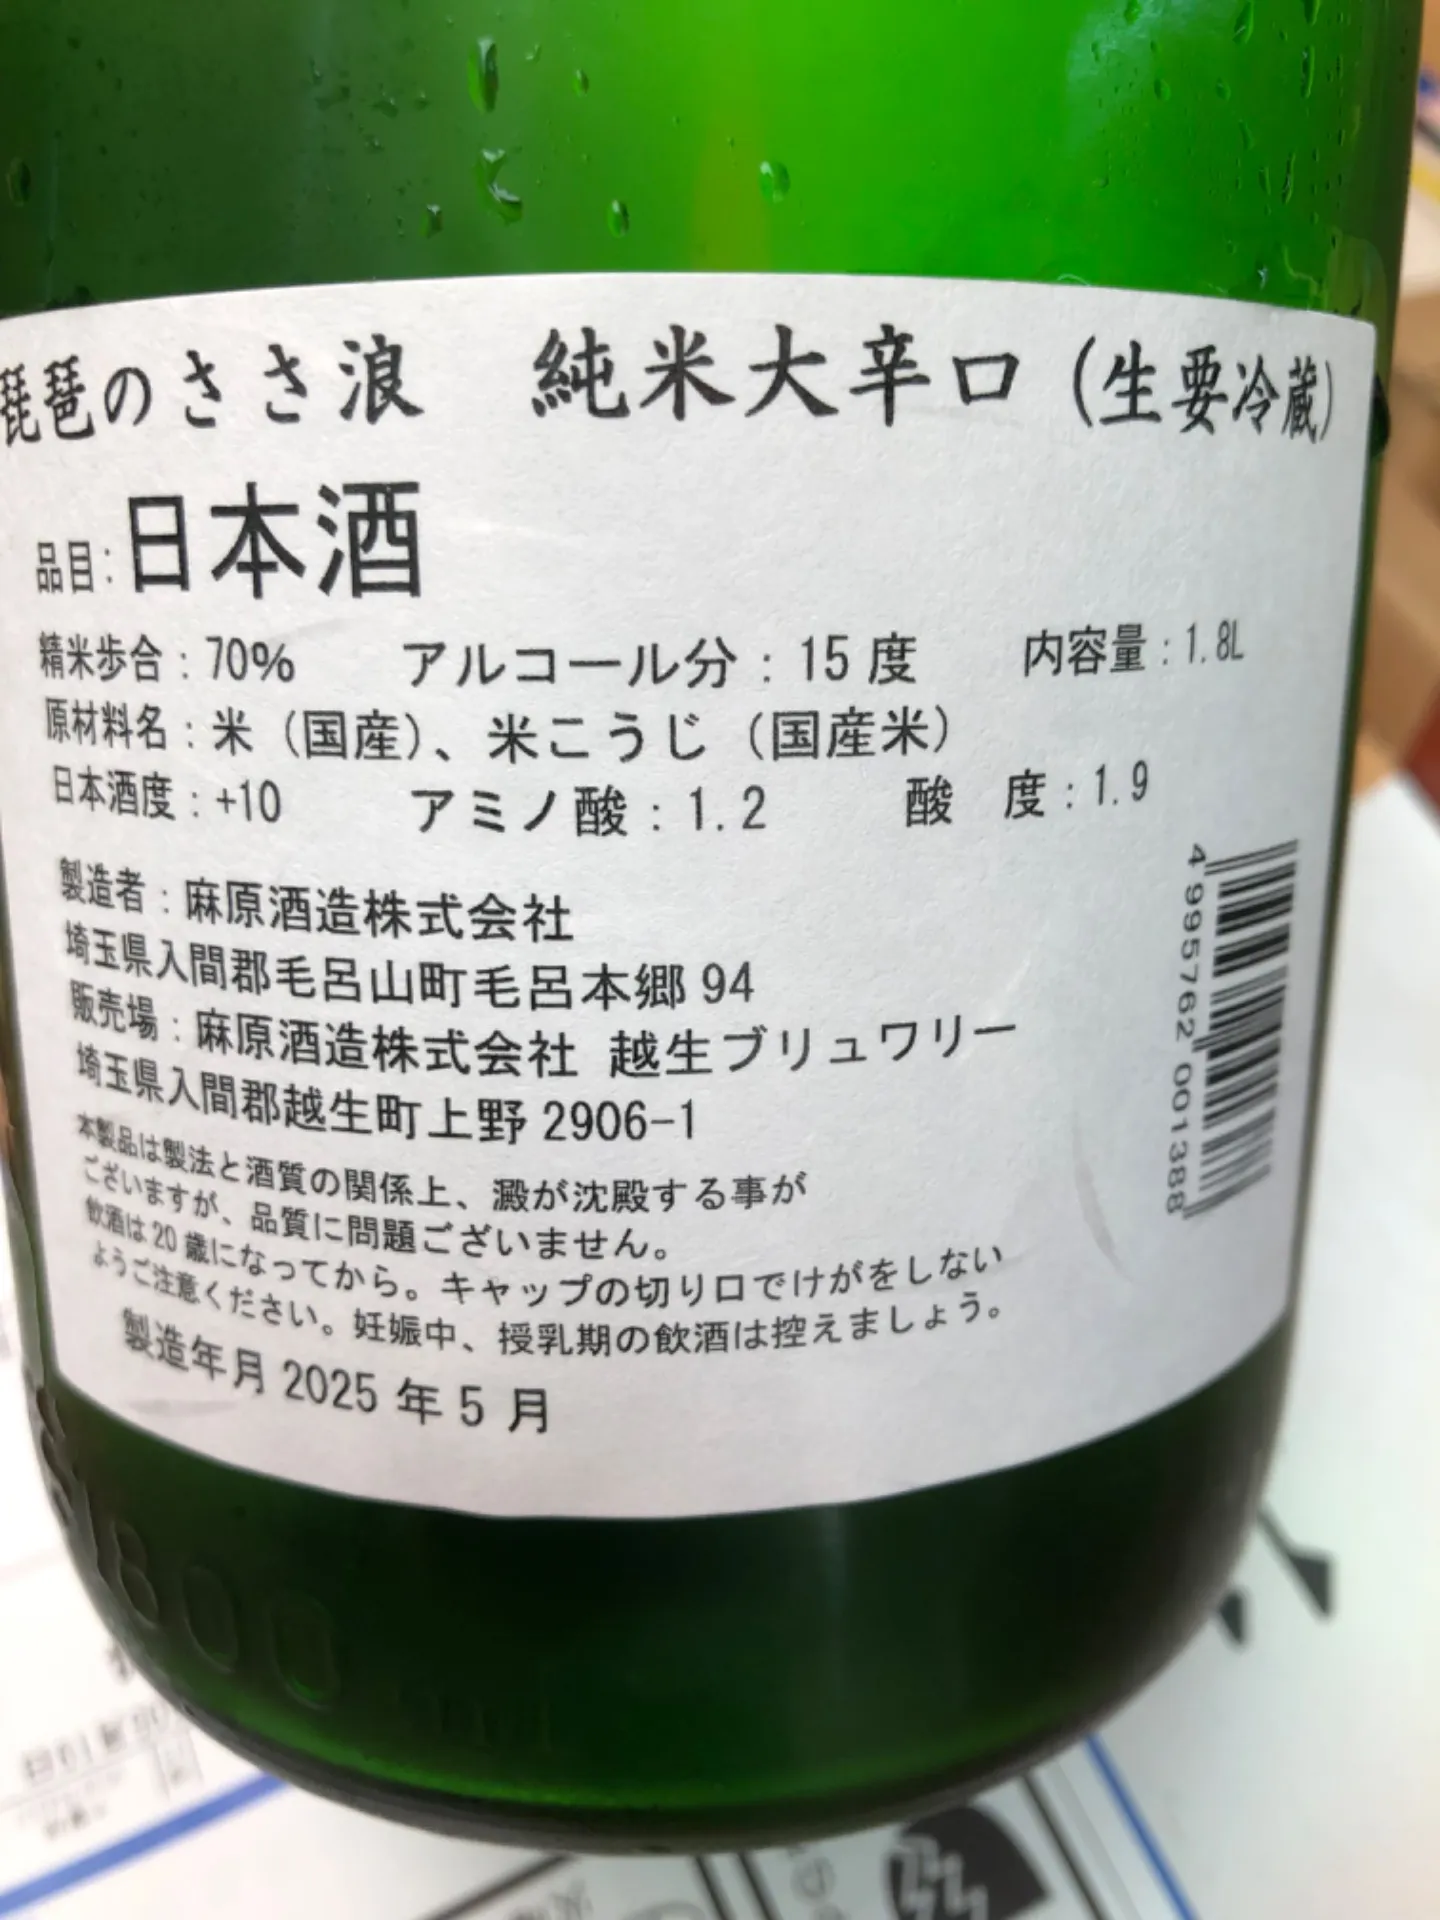 琵琶のささ浪　純米大辛口（生要冷蔵）
品目：日本酒
精米歩合：70%　アルコール分：15度　内容量：1.8L
原材料名：米（国産）、米こうじ（国産米）
日本酒度：+10　アミノ酸：1.2　酸　度：1.9
製造者：麻原酒造株式会社
埼玉県入間郡毛呂山町毛呂本郷94
販売場：麻原酒造株式会社 越生ブリュワリー
埼玉県入間郡越生町上野2906-1
本製品は製法と酒質の関係上、澱が沈殿する事が
ございますが、品質に問題ございません。
飲酒は20歳になってから。キャップの切り口でけがをしない
ようご注意ください。妊娠中、授乳期の飲酒は控えましょう。
製造年月2025年5月
4995762001388
1800